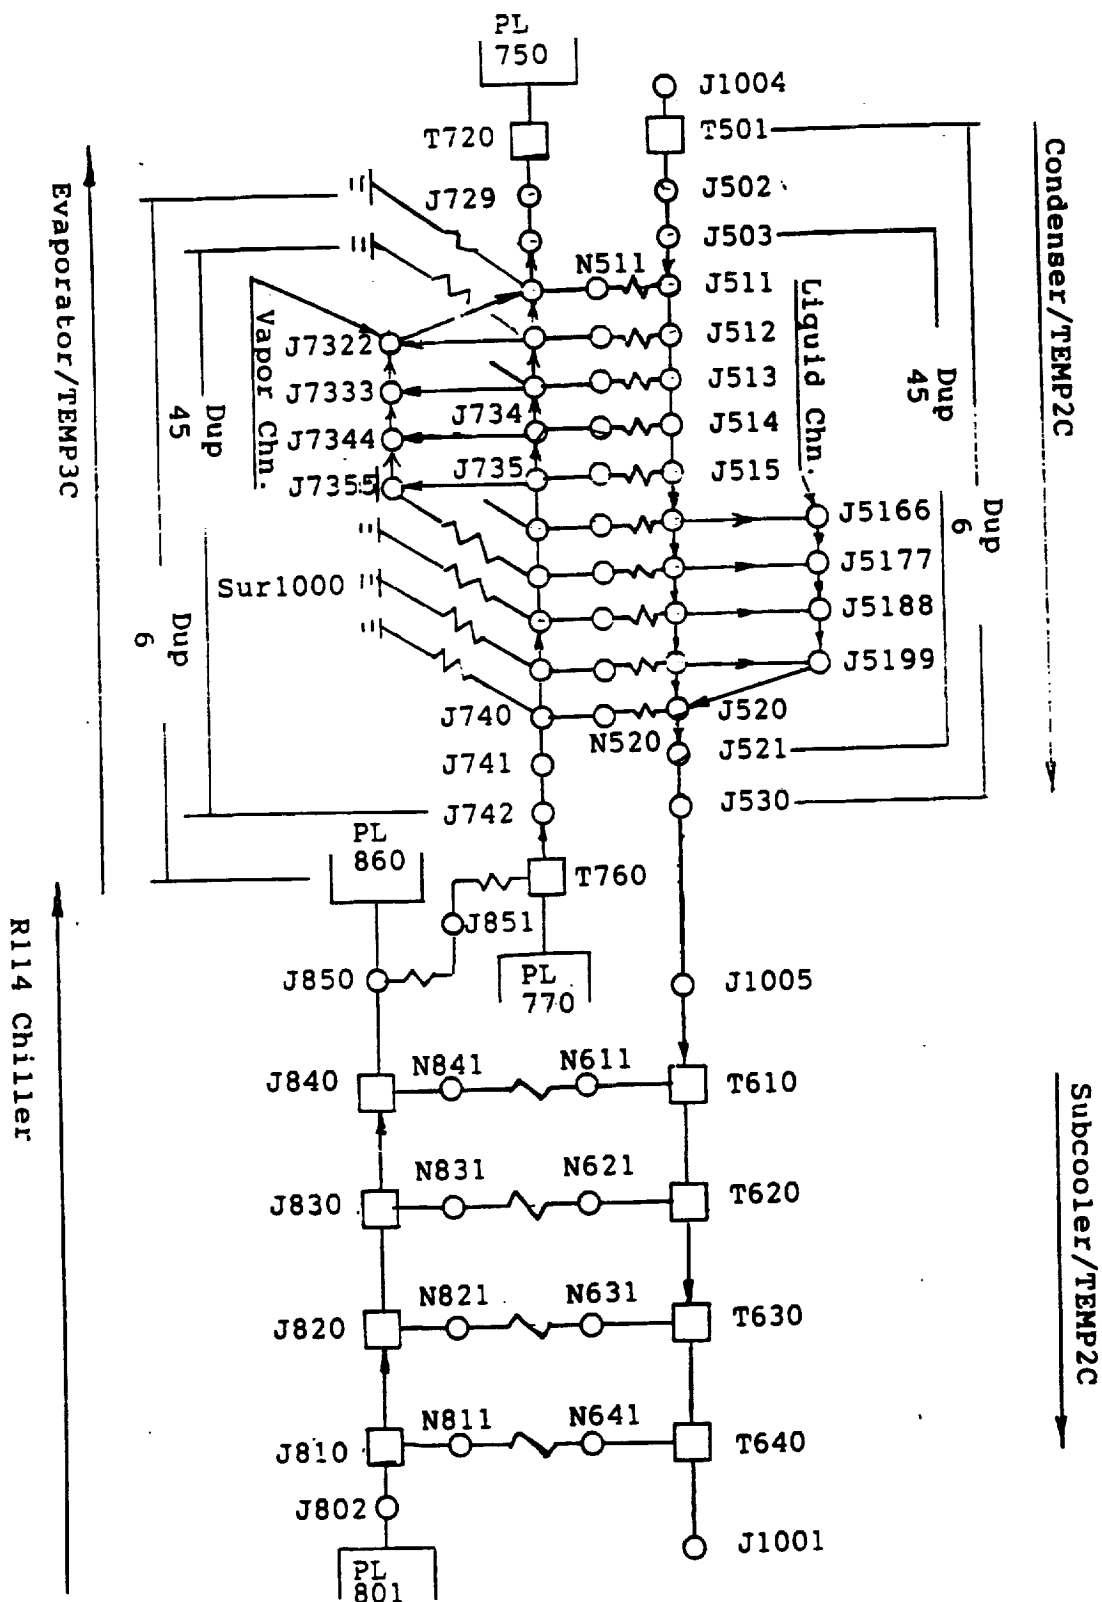 PL
750
J1004
T720
T501
J729
J502
J503
N511
J511
J7322
J512
J7333
J513
J734
J7344
J514
J735
J7355
J515
J5166
J5177
Sur1000
J5188
J5199
J740
J520
N520
J741
J521
J742
J530
PL
860
T760
J851
J850
PL
770
J1005
N841
N611
J840
T610
N831
N621
J830
T620
N821
N631
J820
T630
N811
N641
J810
T640
J802
J1001
PL
801
Evaporator/TEMP3C
Dup
6
Dup
45
Vapor Chn.
Liquid Chn.
Dup
45
Dup
6
Condenser/TEMP2C
R114 Chiller
Subcooler/TEMP2C